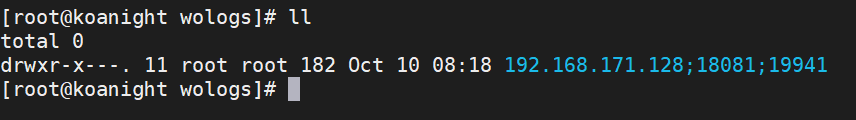 [root@koanight wologs]# ll
total 0
drwxr-x---. 11 root root 182 Oct 10 08:18 192.168.171.128;18081;19941
[root@koanight wologs]#